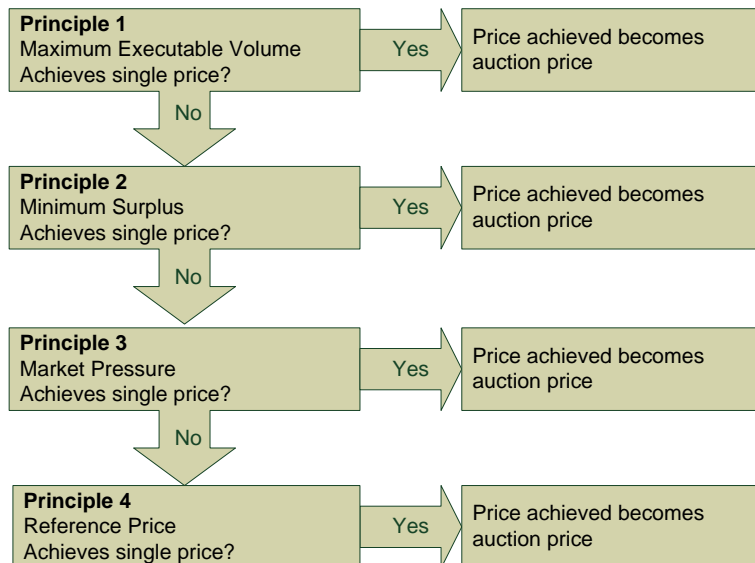 Principle 1
Maximum Executable Volume
Achieves single price?
Yes
Price achieved becomes
auction price
No
Principle 2
Minimum Surplus
Achieves single price?
Yes
Price achieved becomes
auction price
No
Principle 3
Market Pressure
Achieves single price?
Yes
Price achieved becomes
auction price
No
Principle 4
Reference Price
Achieves single price?
Yes
Price achieved becomes
auction price